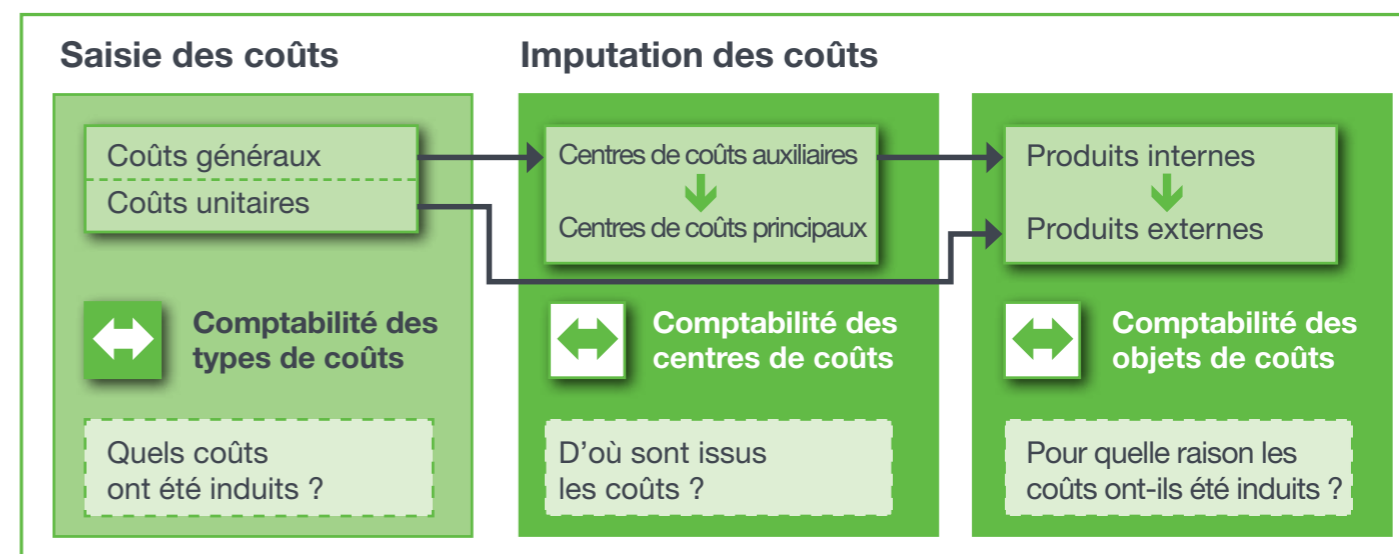 Saisie des coûts
Imputation des coûts
Coûts généraux
Coûts unitaires
Comptabilité des
types de coûts
Quels coûts
ont été induits ?
Centres de coûts auxiliaires
Centres de coûts principaux
Comptabilité des
centres de coûts
D’où sont issus
les coûts ?
Produits internes
Produits externes
Comptabilité des
objets de coûts
Pour quelle raison les
coûts ont-ils été induits ?